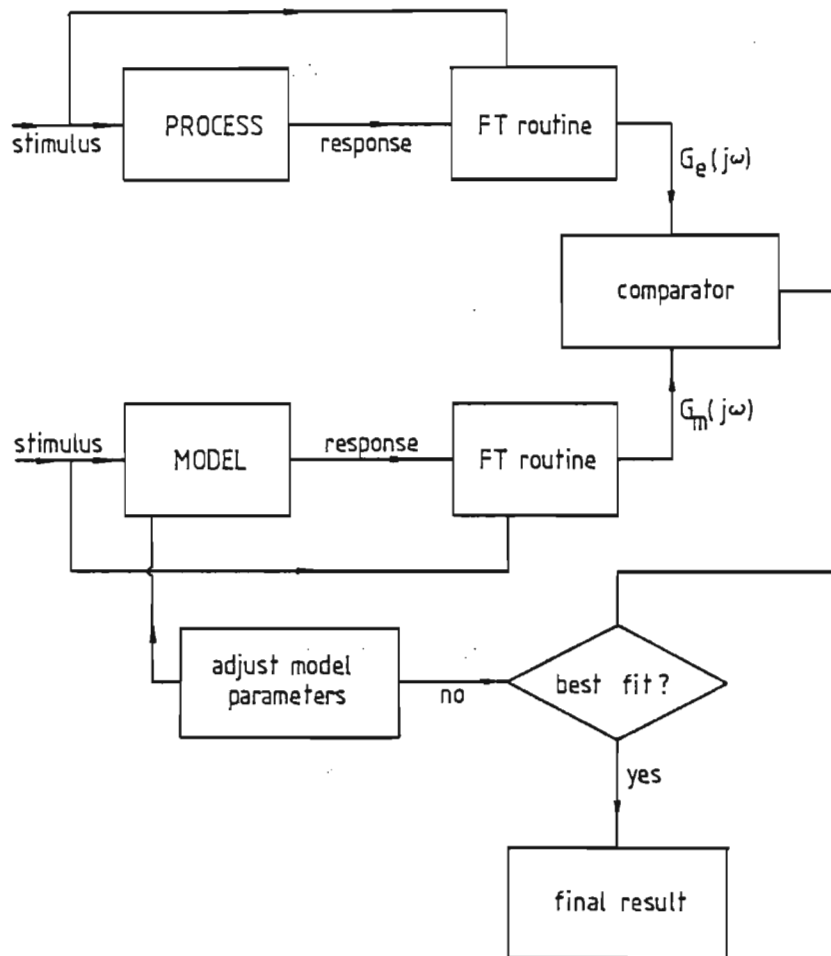 PROCESS
FT routine
stimulus
response
G_e(jω)
comparator
G_m(jω)
stimulus
response
MODEL
FT routine
adjust model
parameters
no
best fit?
yes
final result